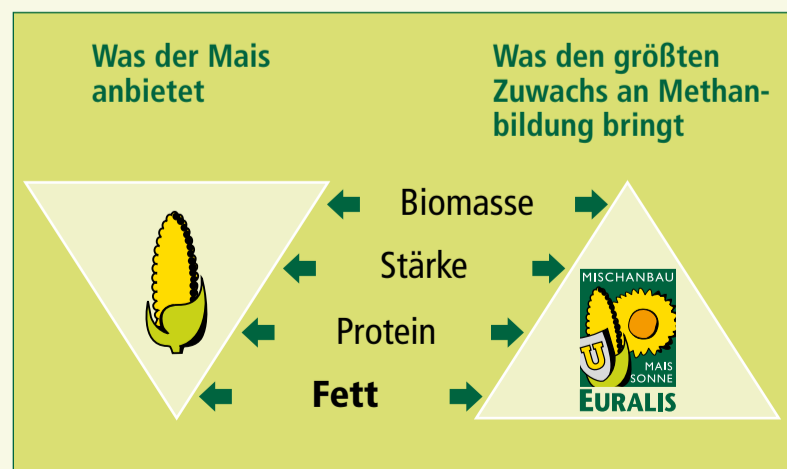 Was der Mais
anbietet
Was den größten
Zuwachs an Methan-
bildung bringt
Biomasse
Stärke
Protein
Fett
MISCHANBAU
U
MAIS
SONNE
EURALIS